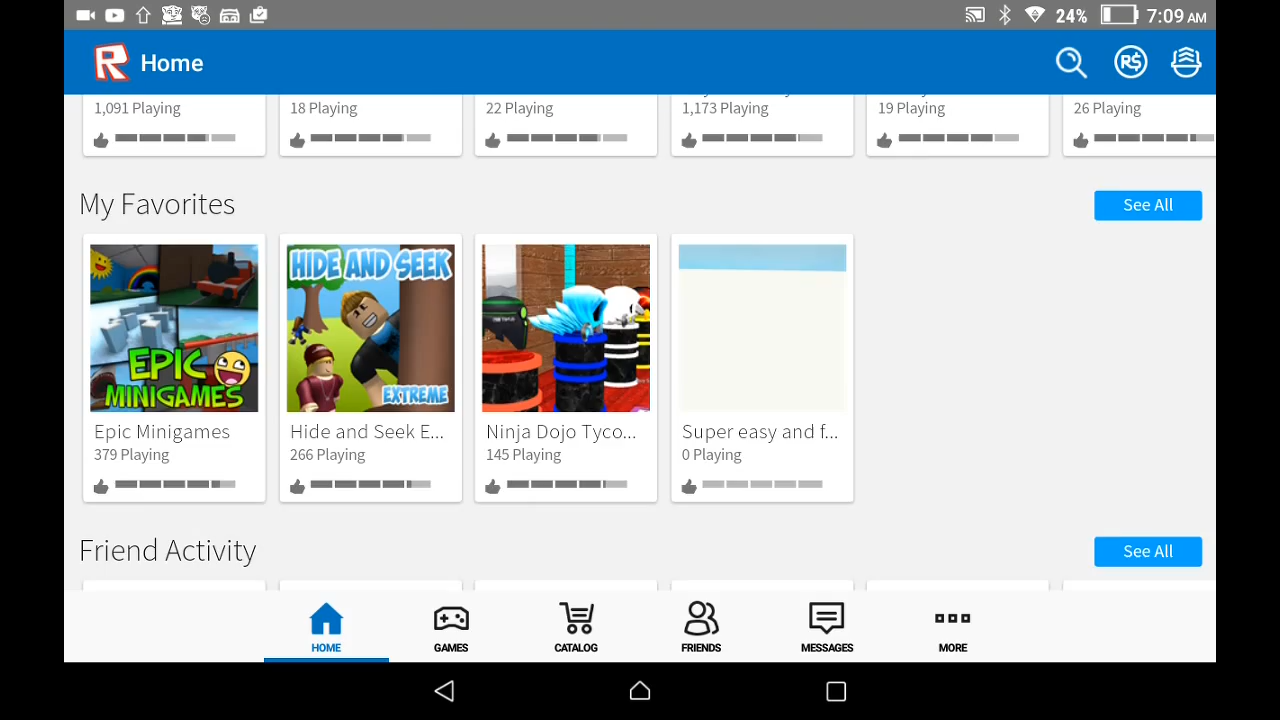 24% 7:09 AM
R Home R$
1,091 Playing 18 Playing 22 Playing 1,173 Playing 19 Playing 26 Playing
My Favorites See All
HIDE AND SEEK
EXTREME
EPIC
MINIGAMES
Epic Minigames Hide and Seek E... Ninja Dojo Tyco... Super easy and f...
379 Playing 266 Playing 145 Playing 0 Playing
Friend Activity See All
HOME GAMES CATALOG FRIENDS MESSAGES MORE